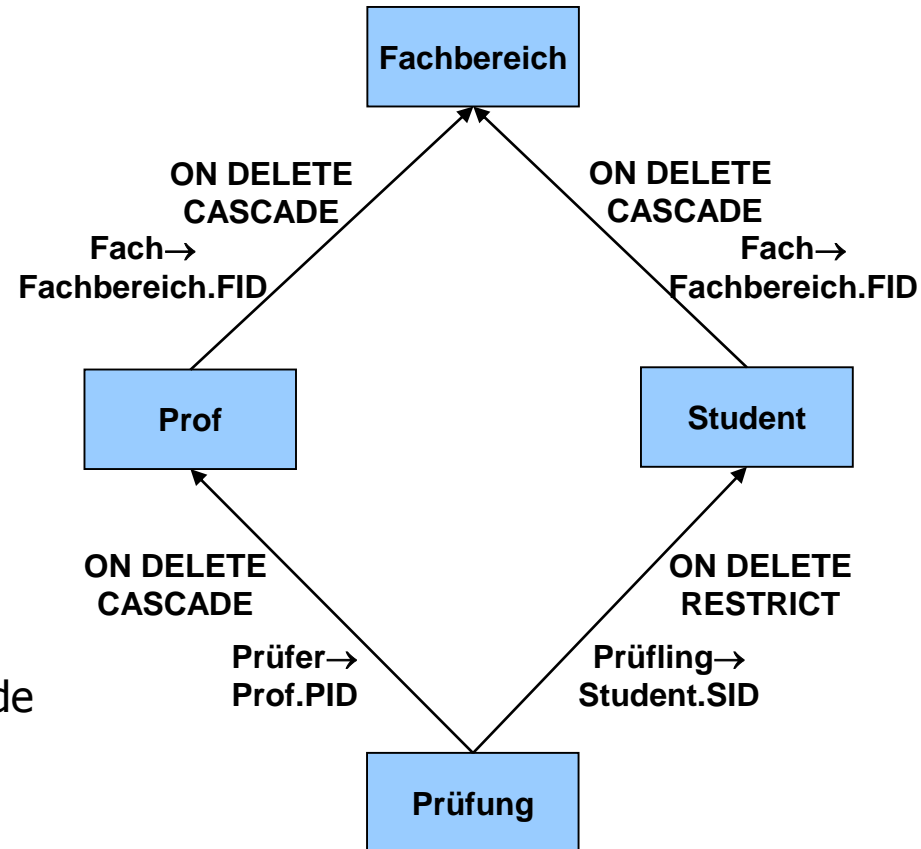 Fachbereich
ON DELETE
CASCADE
Fach→
Fachbereich.FID
ON DELETE
CASCADE
Fach→
Fachbereich.FID
Prof
Student
ON DELETE
CASCADE
Prüfer→
Prof.PID
ON DELETE
RESTRICT
Prüfling→
Student.SID
de
Prüfung